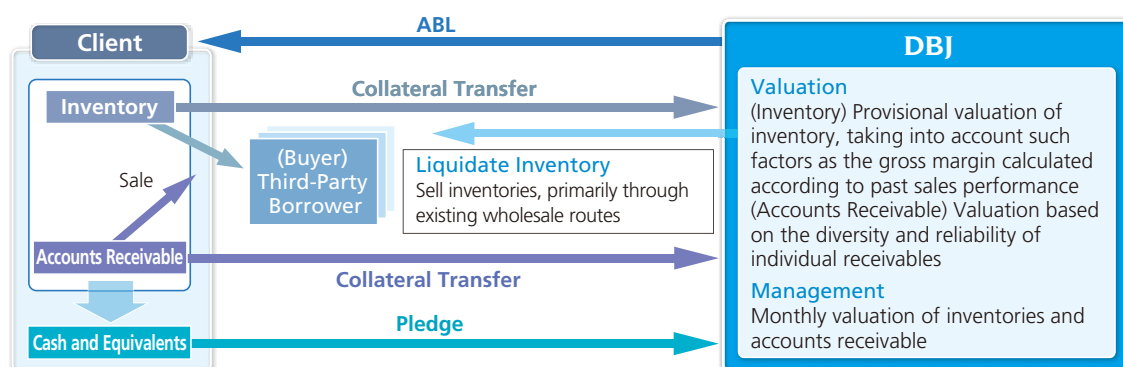 ABL
Client
DBJ
Inventory
Collateral Transfer
(Buyer)
Third-Party
Borrower
Sale
Liquidate Inventory
Sell inventories, primarily through
existing wholesale routes
Accounts Receivable
Collateral Transfer
Cash and Equivalents
Pledge
Valuation
(Inventory) Provisional valuation of
inventory, taking into account such
factors as the gross margin calculated
according to past sales performance
(Accounts Receivable) Valuation based
on the diversity and reliability of
individual receivables
Management
Monthly valuation of inventories and
accounts receivable